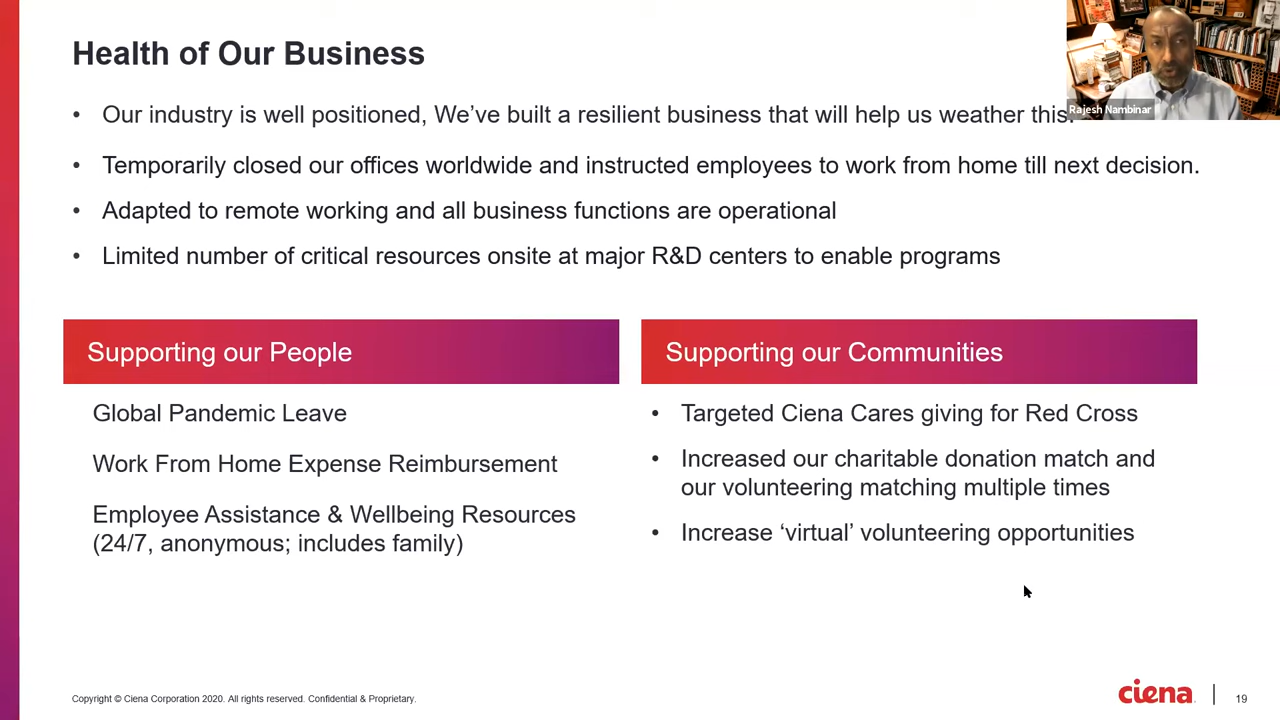 Health of Our Business
Rajesh Nambinar
• Our industry is well positioned, We’ve built a resilient business that will help us weather this.
• Temporarily closed our offices worldwide and instructed employees to work from home till next decision.
• Adapted to remote working and all business functions are operational
• Limited number of critical resources onsite at major R&D centers to enable programs
Supporting our People
Global Pandemic Leave
Work From Home Expense Reimbursement
Employee Assistance & Wellbeing Resources
(24/7, anonymous; includes family)
Supporting our Communities
• Targeted Ciena Cares giving for Red Cross
• Increased our charitable donation match and
our volunteering matching multiple times
• Increase ‘virtual’ volunteering opportunities
Copyright © Ciena Corporation 2020. All rights reserved. Confidential & Proprietary.
ciena
19